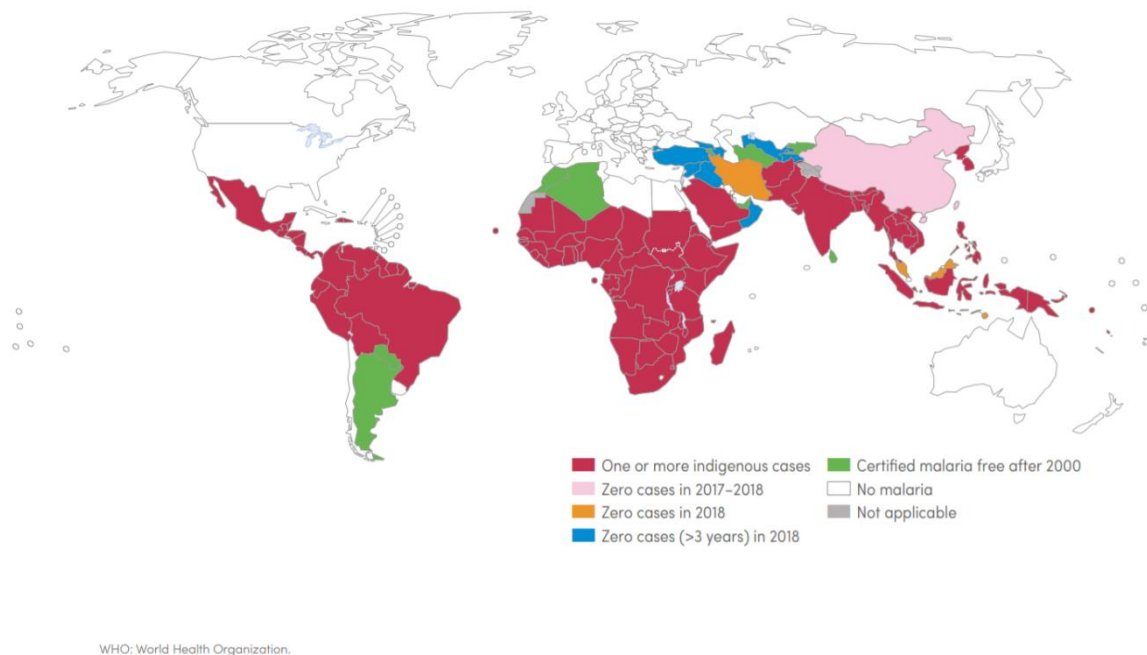 One or more indigenous cases
Zero cases in 2017–2018
Zero cases in 2018
Zero cases (>3 years) in 2018
Certified malaria free after 2000
No malaria
Not applicable
WHO: World Health Organization.